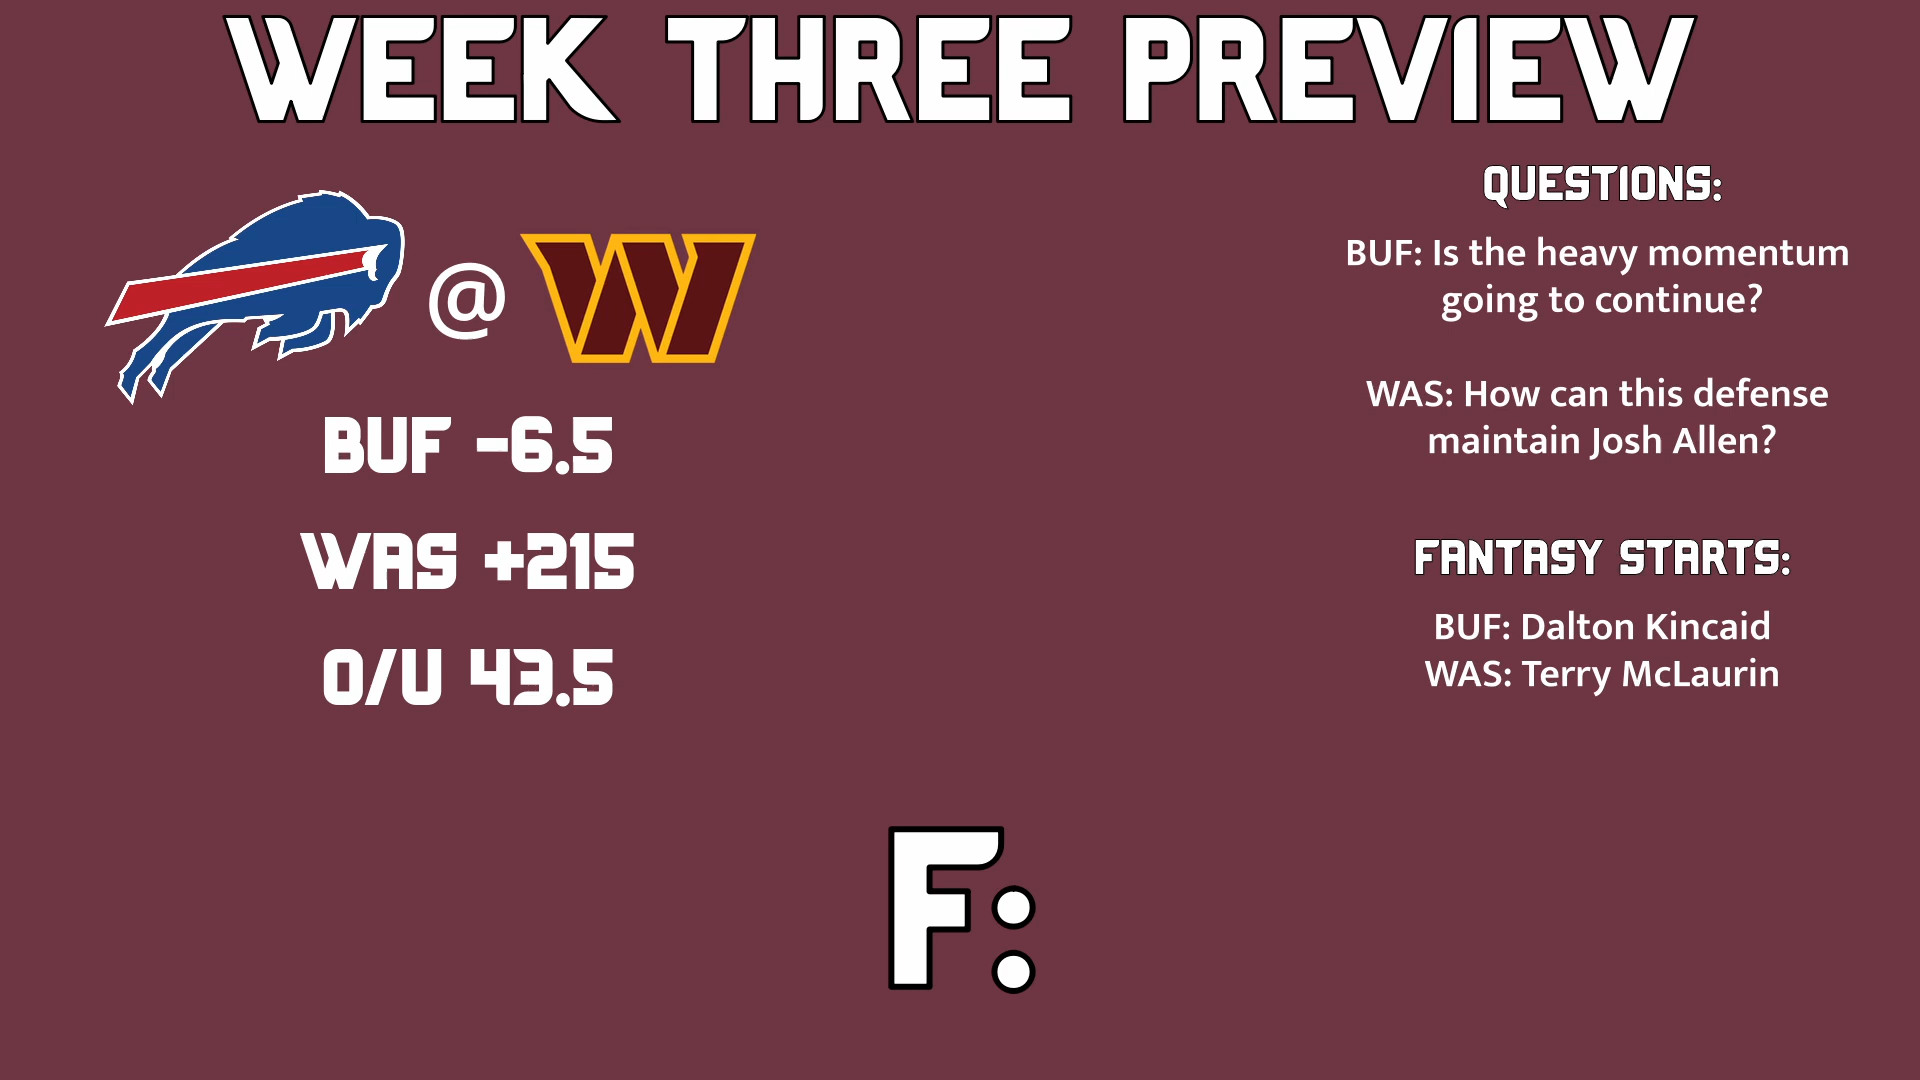 WEEK THREE PREVIEW
@
W
BUF -6.5
WAS +215
O/U 43.5
QUESTIONS:
BUF: Is the heavy momentum
going to continue?
WAS: How can this defense
maintain Josh Allen?
FANTASY STARTS:
BUF: Dalton Kincaid
WAS: Terry McLaurin
F: